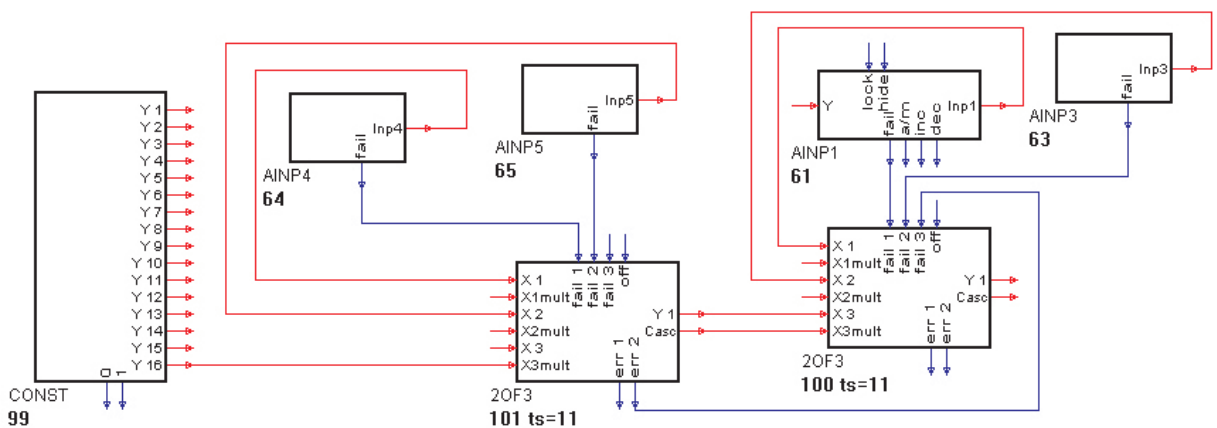 Y 1
Y 2
Y 3
Y 4
Y 5
Y 6
Y 7
Y 8
Y 9
Y 10
Y 11
Y 12
Y 13
Y 14
Y 15
Y 16
0
1
CONST
99
Inp4
fail
AINP4
64
Inp5
fail
AINP5
65
fail 1
fail 2
fail 3
off
X 1
X1mult
X 2
X2mult
X 3
X3mult
Y 1
Casc
err 1
err 2
2OF3
101 ts=11
look
hide
Y
Inp1
fail
a/m
inc
dec
AINP1
61
Inp3
fail
AINP3
63
fail 1
fail 2
fail 3
off
X 1
X1mult
X 2
X2mult
X 3
X3mult
Y 1
Casc
err 1
err 2
2OF3
100 ts=11